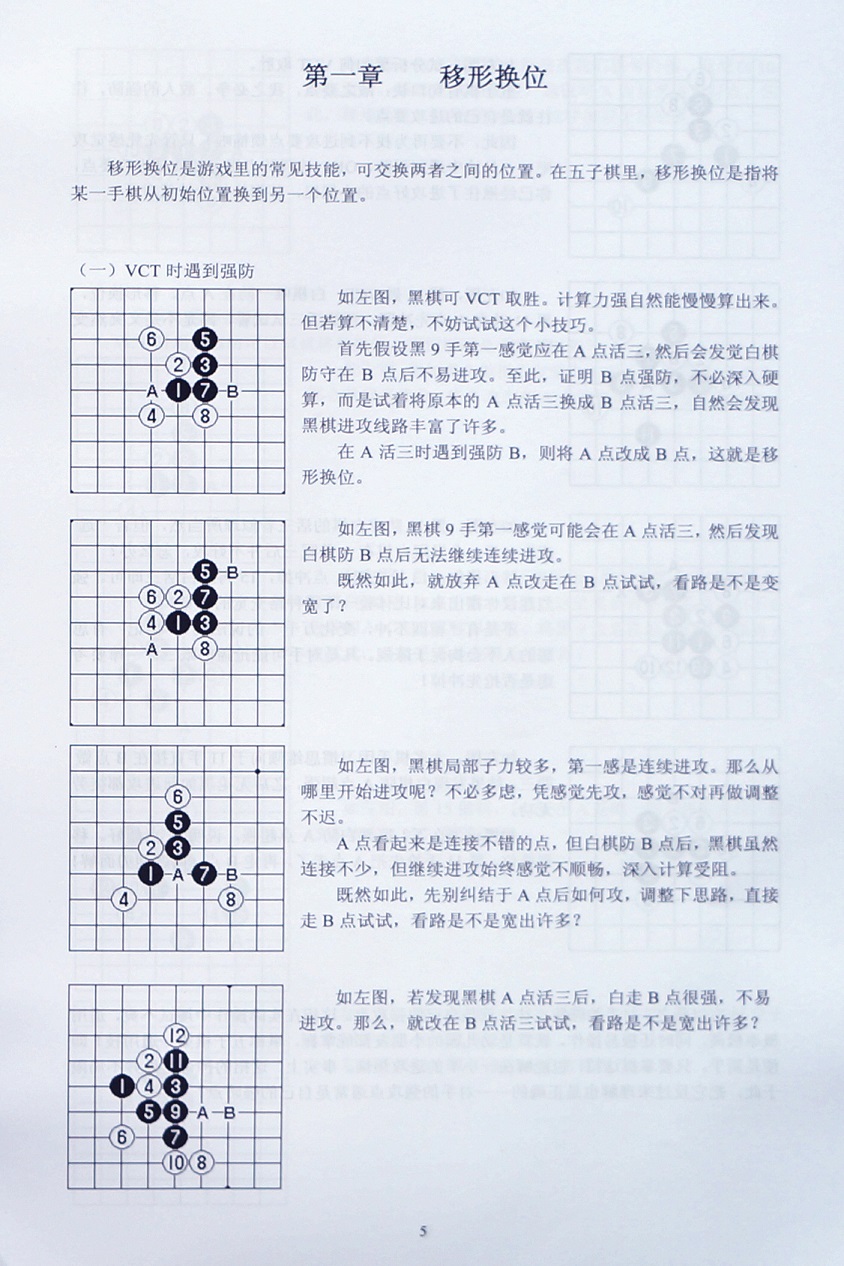 第一章 移形换位
移形换位是游戏里的常见技能，可交换两者之间的位置。在五子棋里，移形换位是指将
某一手棋从初始位置换到另一个位置。
（一）VCT 时遇到强防
6 5
2 3
A 1 7 B
4 8
如左图，黑棋可 VCT 取胜。计算力强自然能慢慢算出来。
但若算不清楚，不妨试试这个小技巧。
首先假设黑 9 手第一感觉应在 A 点活三，然后会发觉白棋
防守在 B 点后不易进攻。至此，证明 B 点强防，不必深入硬
算，而是试着将原本的 A 点活三换成 B 点活三，自然会发现
黑棋进攻线路丰富了许多。
在 A 活三时遇到强防 B，则将 A 点改成 B 点，这就是移
形换位。
5 B
6 2 7
4 1 3
A 8
如左图，黑棋 9 手第一感觉可能会在 A 点活三，然后发现
白棋防 B 点后无法继续连续进攻。
既然如此，就放弃 A 点改走在 B 点试试，看路是不是变
宽了？
6
5
2 3
1 A 7 B
4 8
如左图，黑棋局部子力较多，第一感是连续进攻。那么从
哪里开始进攻呢？不必多虑，凭感觉先攻，感觉不对再做调整
不迟。
A 点看起来是连接不错的点，但白棋防 B 点后，黑棋虽然
连接不少，但继续进攻始终感觉不顺畅，深入计算受阻。
既然如此，先别纠结于 A 点后如何攻，调整下思路，直接
走 B 点试试，看路是不是宽出许多？
12
2 11
1 4 3
5 9 A B
6 7
10 8
如左图，若发现黑棋 A 点活三后，白走 B 点很强，不易
进攻。那么，就改在 B 点活三试试，看路是不是宽出许多？
5